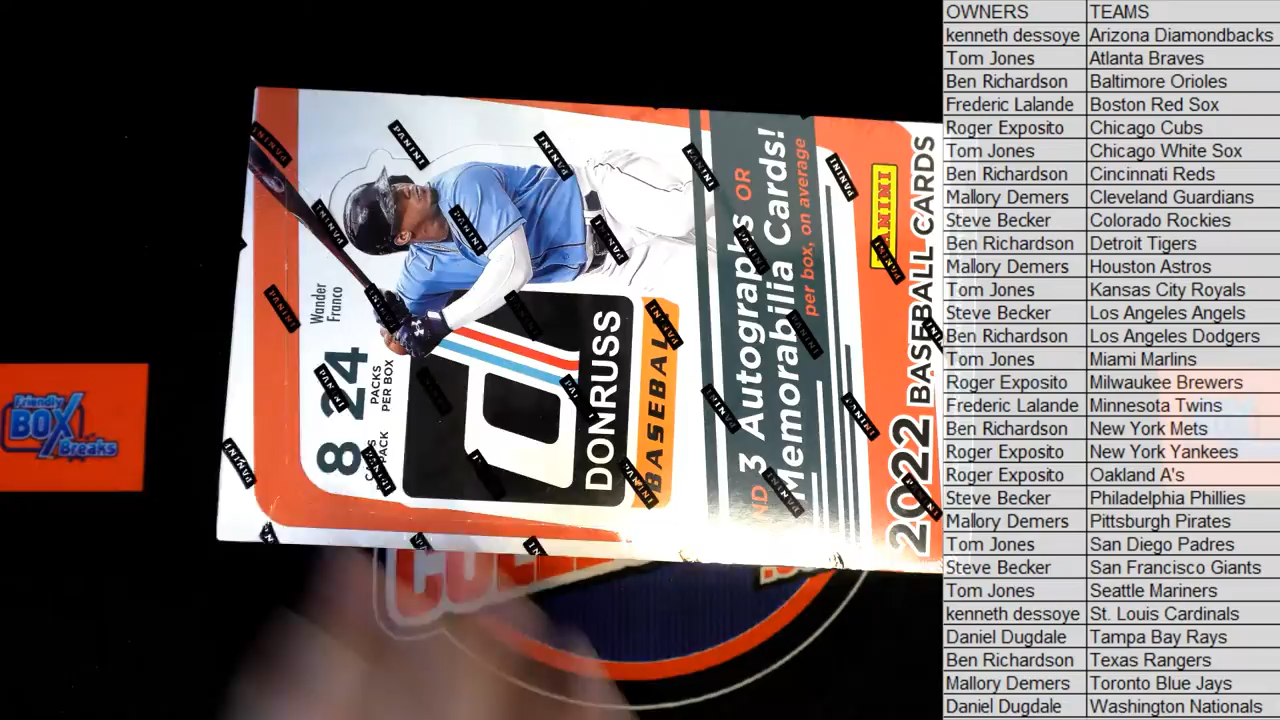 OWNERS TEAMS
kenneth dessoye Arizona Diamondbacks
Tom Jones Atlanta Braves
Ben Richardson Baltimore Orioles
Frederic Lalande Boston Red Sox
Roger Exposito Chicago Cubs
Tom Jones Chicago White Sox
Ben Richardson Cincinnati Reds
Mallory Demers Cleveland Guardians
Steve Becker Colorado Rockies
Ben Richardson Detroit Tigers
Mallory Demers Houston Astros
Tom Jones Kansas City Royals
Steve Becker Los Angeles Angels
Ben Richardson Los Angeles Dodgers
Tom Jones Miami Marlins
Roger Exposito Milwaukee Brewers
Frederic Lalande Minnesota Twins
Ben Richardson New York Mets
Roger Exposito New York Yankees
Roger Exposito Oakland A's
Steve Becker Philadelphia Phillies
Mallory Demers Pittsburgh Pirates
Tom Jones San Diego Padres
Steve Becker San Francisco Giants
Tom Jones Seattle Mariners
kenneth dessoye St. Louis Cardinals
Daniel Dugdale Tampa Bay Rays
Ben Richardson Texas Rangers
Mallory Demers Toronto Blue Jays
Daniel Dugdale Washington Nationals
Friendly
BOX
Breaks
Wander
Franco
8 24
PACKS
PACK PER BOX
DONRUSS
BASEBALL
3 Autographs OR
Memorabilia Cards!
per box, on average
PANINI
2022 BASEBALL CARDS